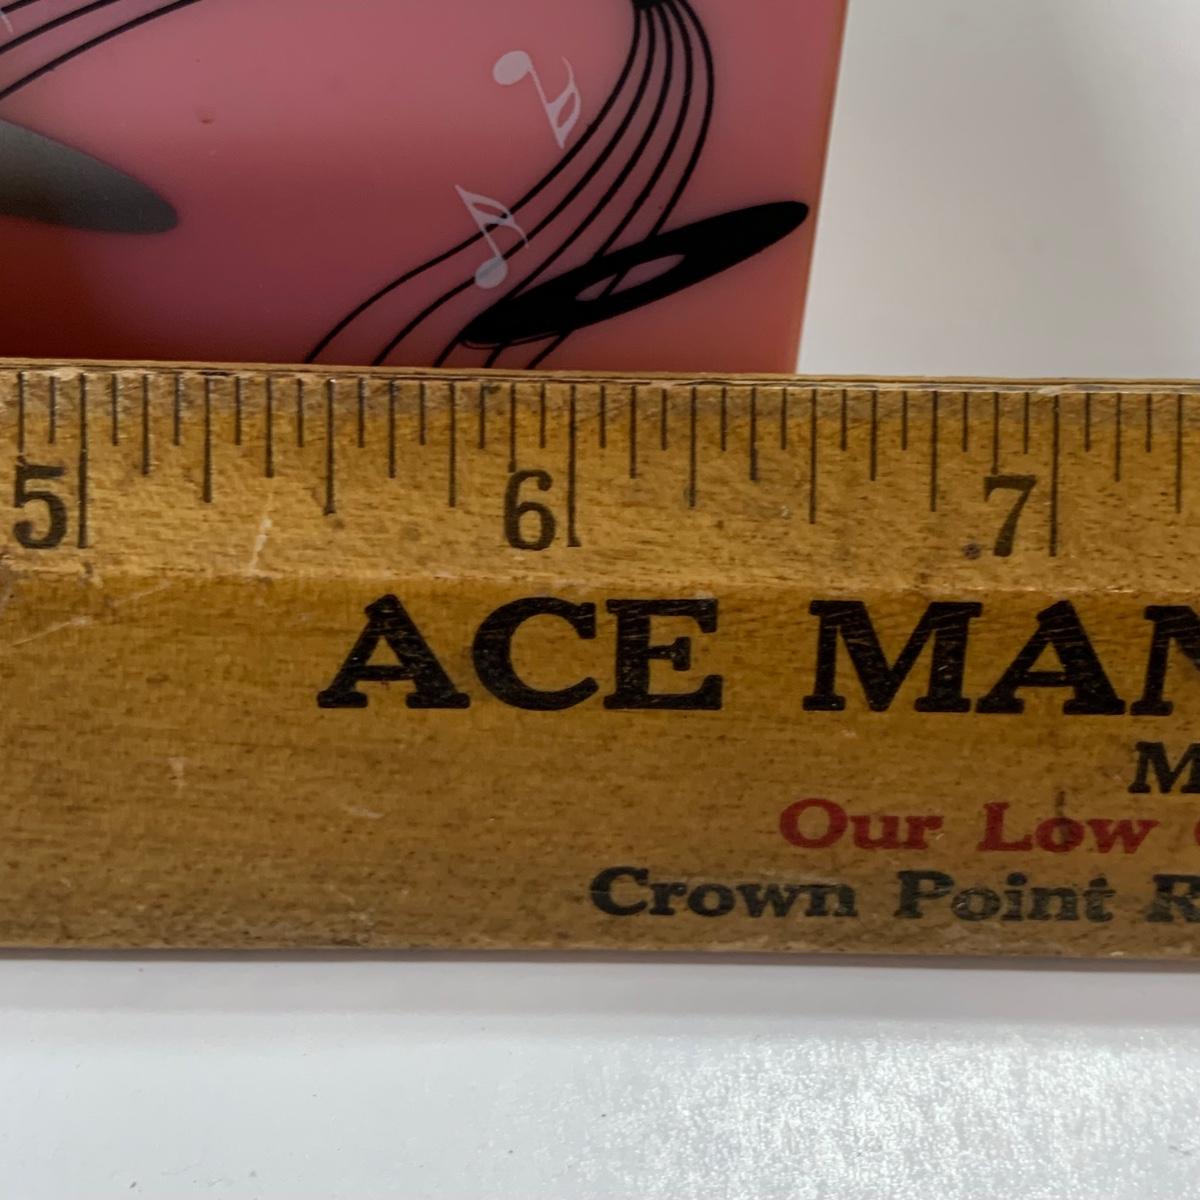 5 6 7
ACE MAN
M
Our Low
Crown Point R